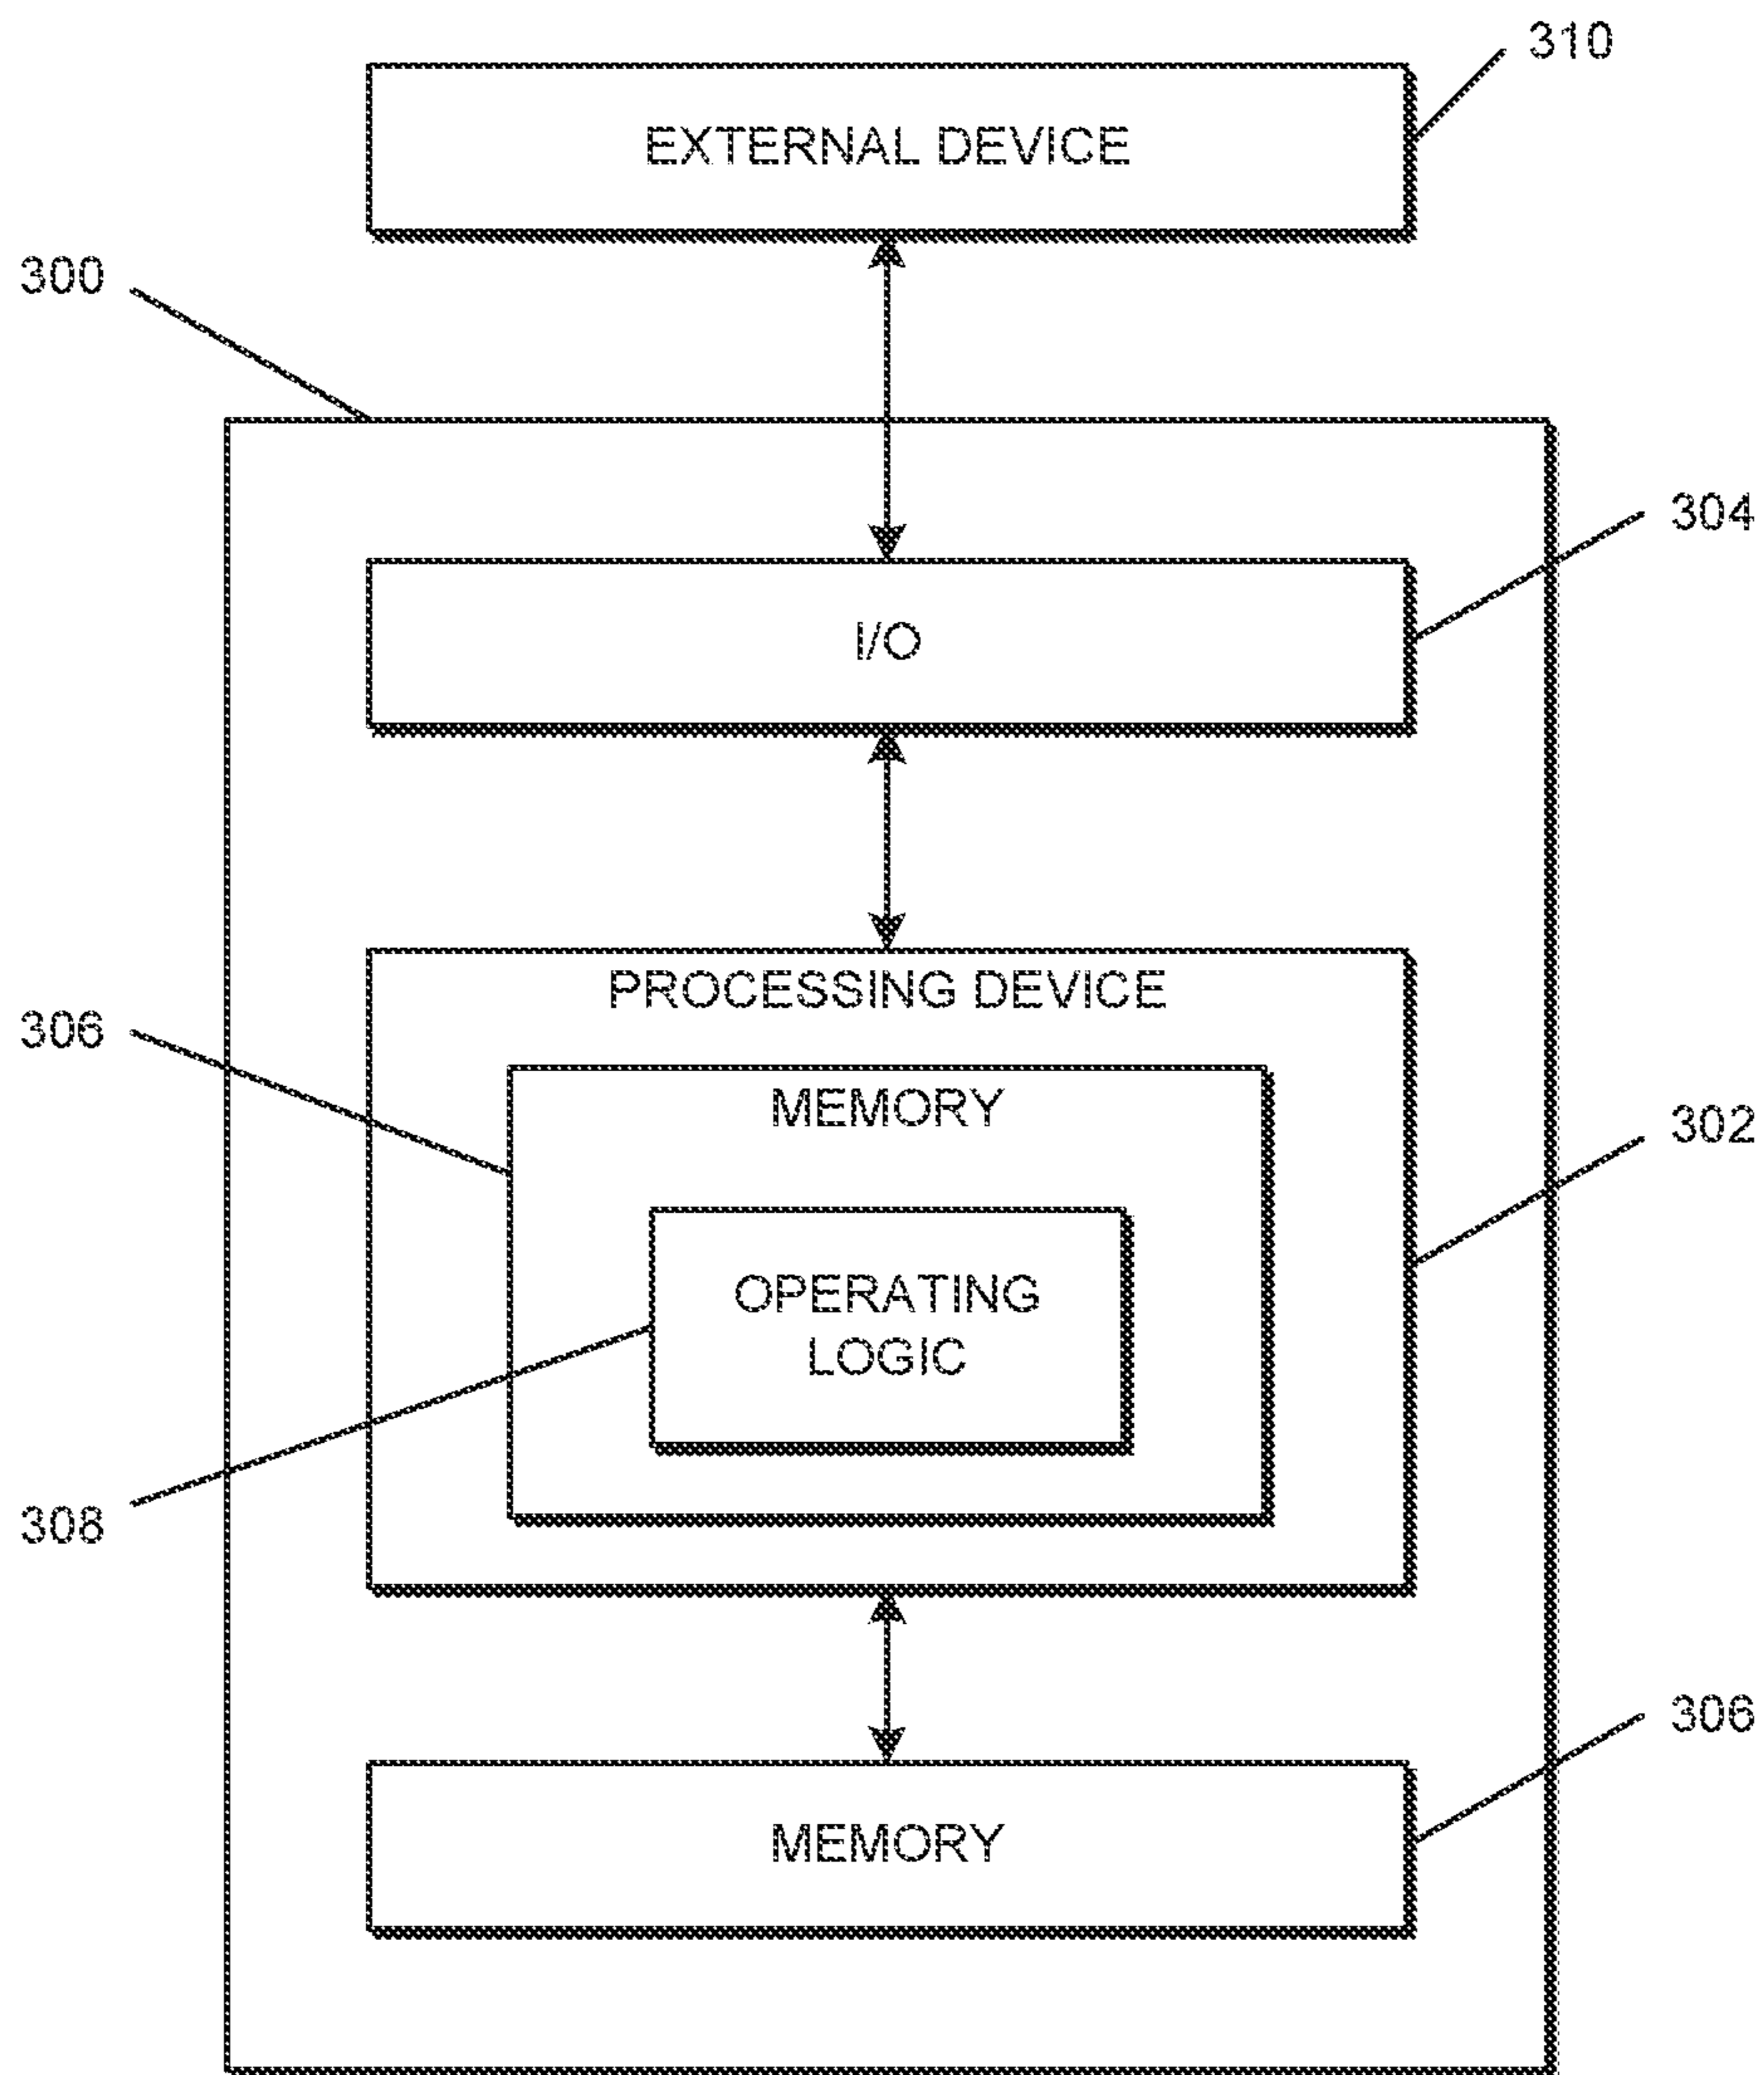 310
EXTERNAL DEVICE
300
304
I/O
PROCESSING DEVICE
306
MEMORY
302
OPERATING
LOGIC
308
306
MEMORY